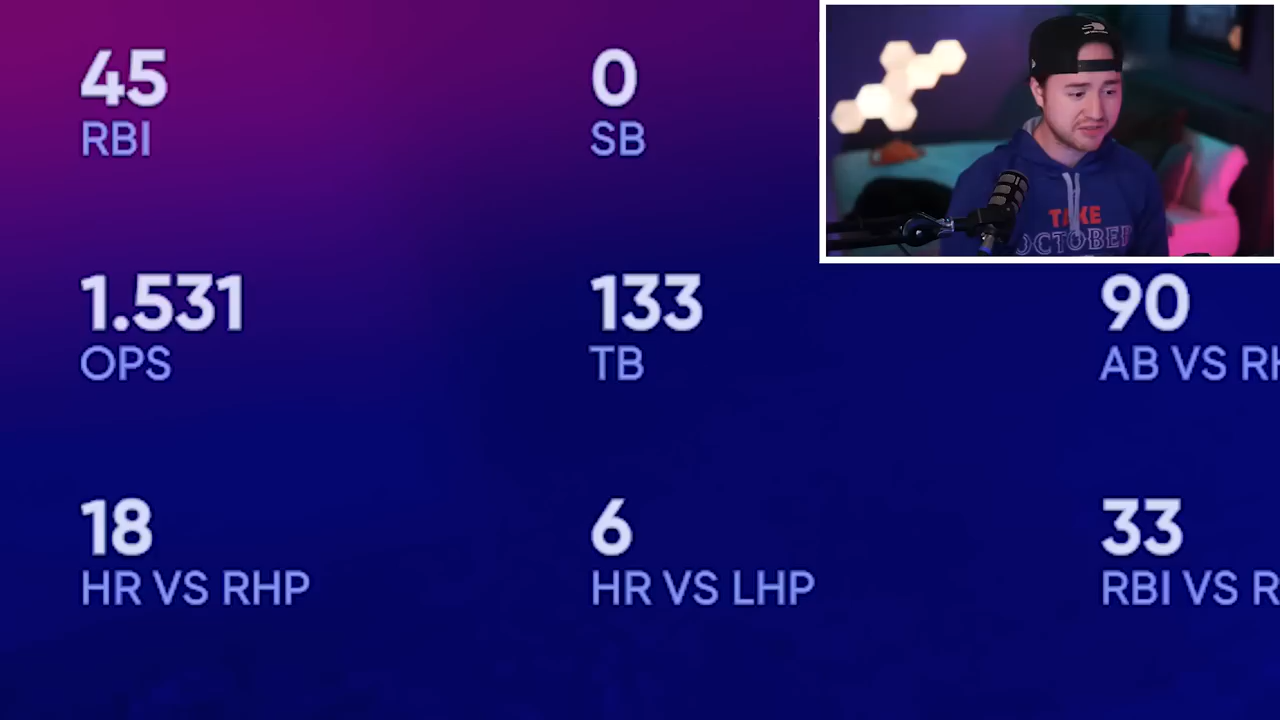 45
RBI
0
SB
TAKE
OCTOBER
1.531
OPS
133
TB
90
AB VS RH
18
HR VS RHP
6
HR VS LHP
33
RBI VS R